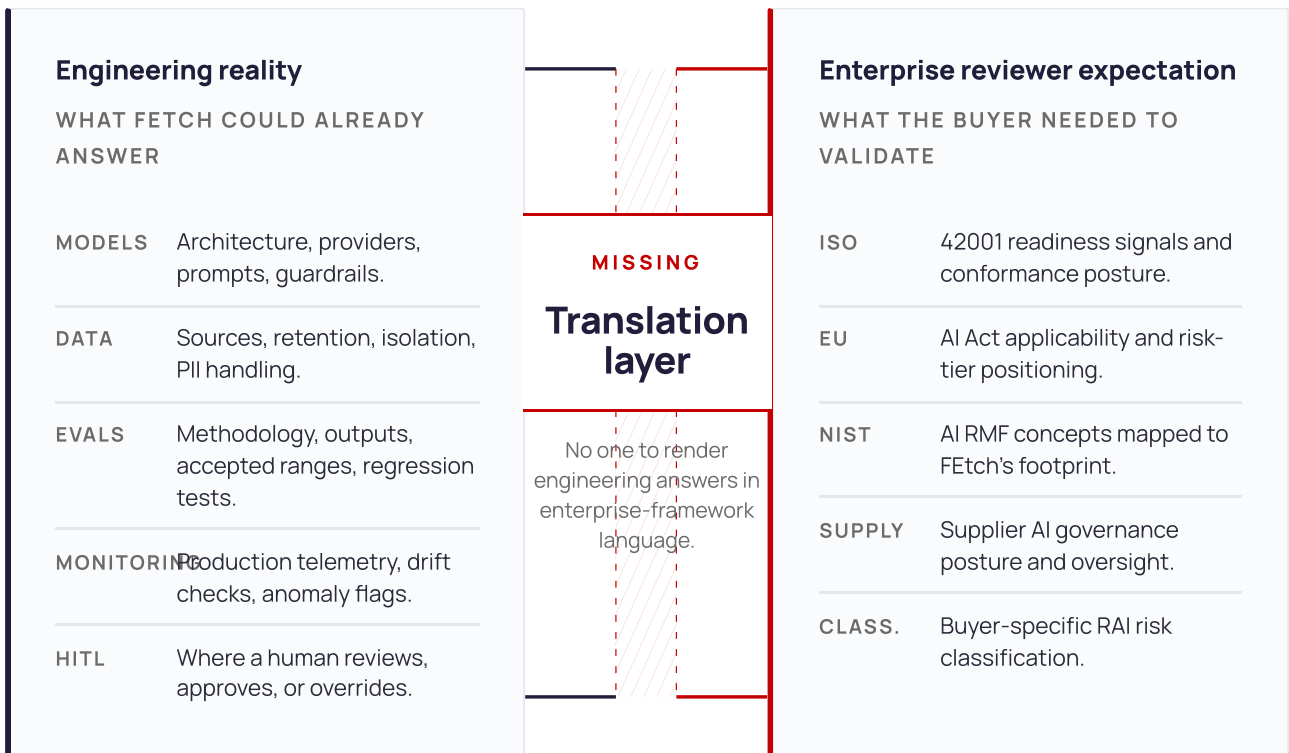 Engineering reality
WHAT FETCH COULD ALREADY
ANSWER
MODELS Architecture, providers,
prompts, guardrails.
DATA Sources, retention, isolation,
PII handling.
EVALS Methodology, outputs,
accepted ranges, regression
tests.
MONITORING Production telemetry, drift
checks, anomaly flags.
HITL Where a human reviews,
approves, or overrides.
MISSING
Translation
layer
No one to render
engineering answers in
enterprise-framework
language.
Enterprise reviewer expectation
WHAT THE BUYER NEEDED TO
VALIDATE
ISO 42001 readiness signals and
conformance posture.
EU AI Act applicability and risk-
tier positioning.
NIST AI RMF concepts mapped to
FEtch's footprint.
SUPPLY Supplier AI governance
posture and oversight.
CLASS. Buyer-specific RAI risk
classification.